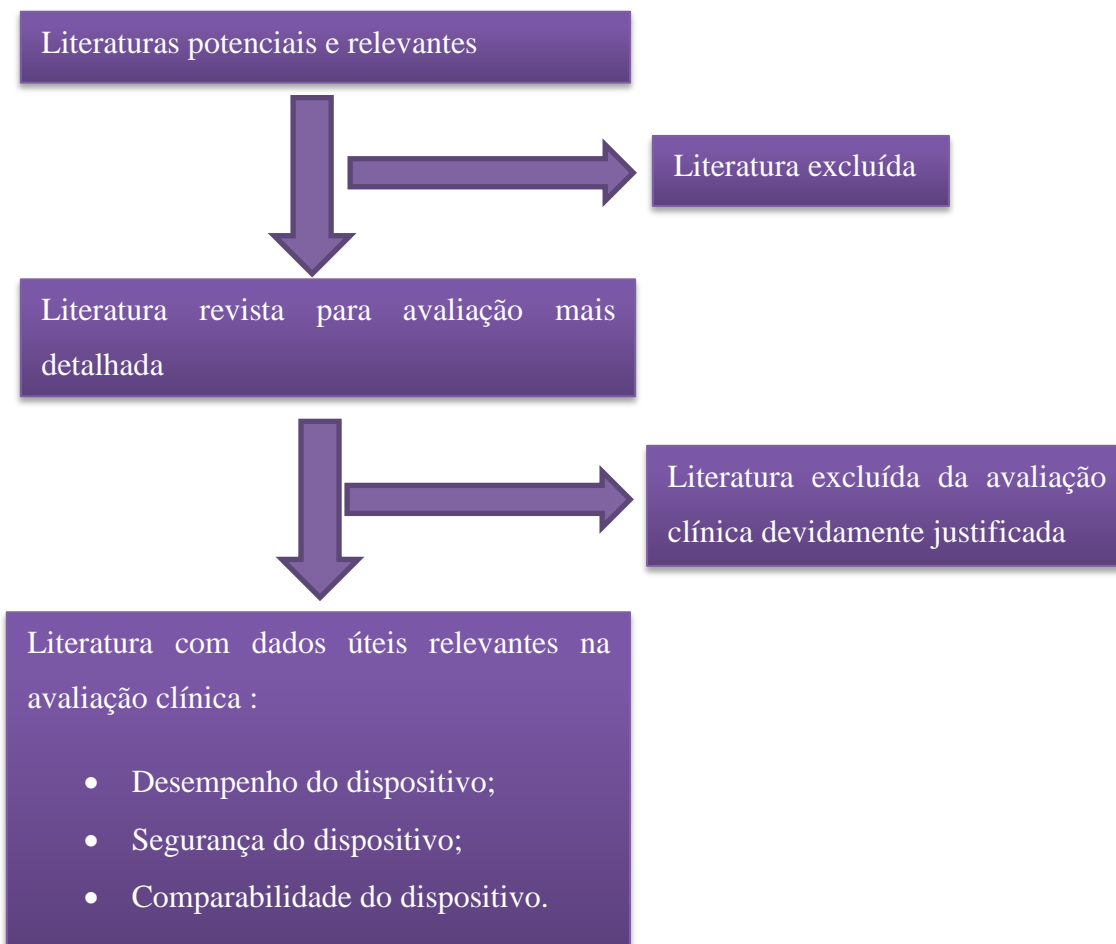 Literaturas potenciais e relevantes
Literatura excluída
Literatura revista para avaliação mais
detalhada
Literatura excluída da avaliação
clínica devidamente justificada
Literatura com dados úteis relevantes na
avaliação clínica :
• Desempenho do dispositivo;
• Segurança do dispositivo;
• Comparabilidade do dispositivo.